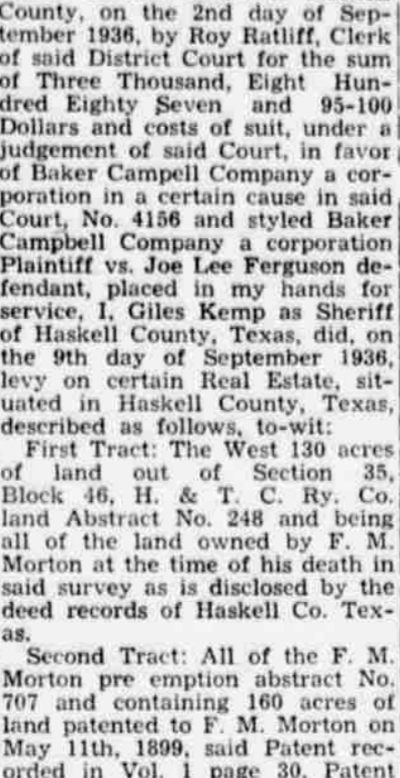 County, on the 2nd day of Sep-
tember 1936, by Roy Ratliff, Clerk
of said District Court for the sum
of Three Thousand, Eight Hun-
dred Eighty Seven and 95-100
Dollars and costs of suit, under a
judgement of said Court, in favor
of Baker Campell Company a cor-
poration in a certain cause in said
Court, No. 4156 and styled Baker
Campbell Company a corporation
Plaintiff vs. Joe Lee Ferguson de-
fendant, placed in my hands for
service, I, Giles Kemp as Sheriff
of Haskell County, Texas, did, on
the 9th day of September 1936,
levy on certain Real Estate, sit-
uated in Haskell County, Texas,
described as follows, to-wit:
First Tract: The West 130 acres
of land out of Section 35,
Block 46, H. & T. C. Ry. Co.
land Abstract No. 248 and being
all of the land owned by F. M.
Morton at the time of his death in
said survey as is disclosed by the
deed records of Haskell Co. Tex-
as.
Second Tract: All of the F. M.
Morton pre emption abstract No.
707 and containing 160 acres of
land patented to F. M. Morton on
May 11th, 1899, said Patent rec-
orded in Vol. 1 page 30, Patent